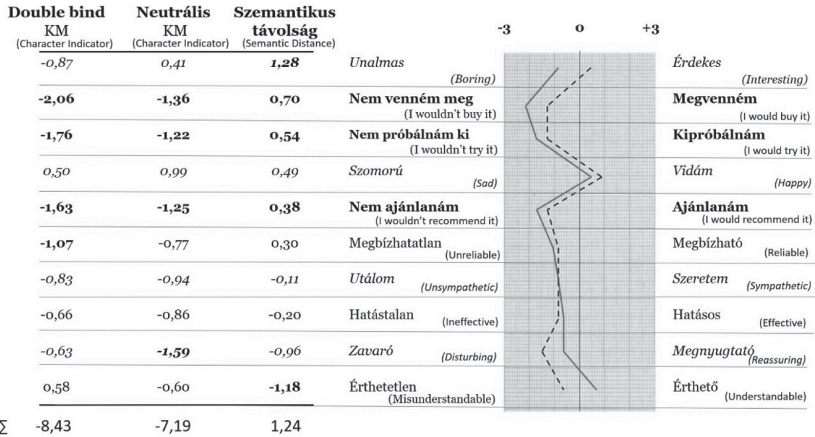 Double bind Neutrális Szemantikus
KM KM távolság
(Character Indicator) (Character Indicator) (Semantic Distance)
-3 0 +3
-0,87 0,41 1,28 Unalmas Érdekes
(Boring) (Interesting)
-2,06 -1,36 0,70 Nem venném meg Megvenném
(I wouldn't buy it) (I would buy it)
-1,76 -1,22 0,54 Nem próbálnám ki Kipróbálnám
(I wouldn't try it) (I would try it)
0,50 0,99 0,49 Szomorú Vidám
(Sad) (Happy)
-1,63 -1,25 0,38 Nem ajánlanám Ajánlanám
(I wouldn't recommend it) (I would recommend it)
-1,07 -0,77 0,30 Megbízhatatlan Megbízható
(Unreliable) (Reliable)
-0,83 -0,94 -0,11 Utálom Szeretem
(Unsympathetic) (Sympathetic)
-0,66 -0,86 -0,20 Hatástalan Hatásos
(Ineffective) (Effective)
-0,63 -1,59 -0,96 Zavaró Megnyugtató
(Disturbing) (Reassuring)
0,58 -0,60 -1,18 Érthetetlen Érthető
(Misunderstandable) (Understandable)
Σ -8,43 -7,19 1,24